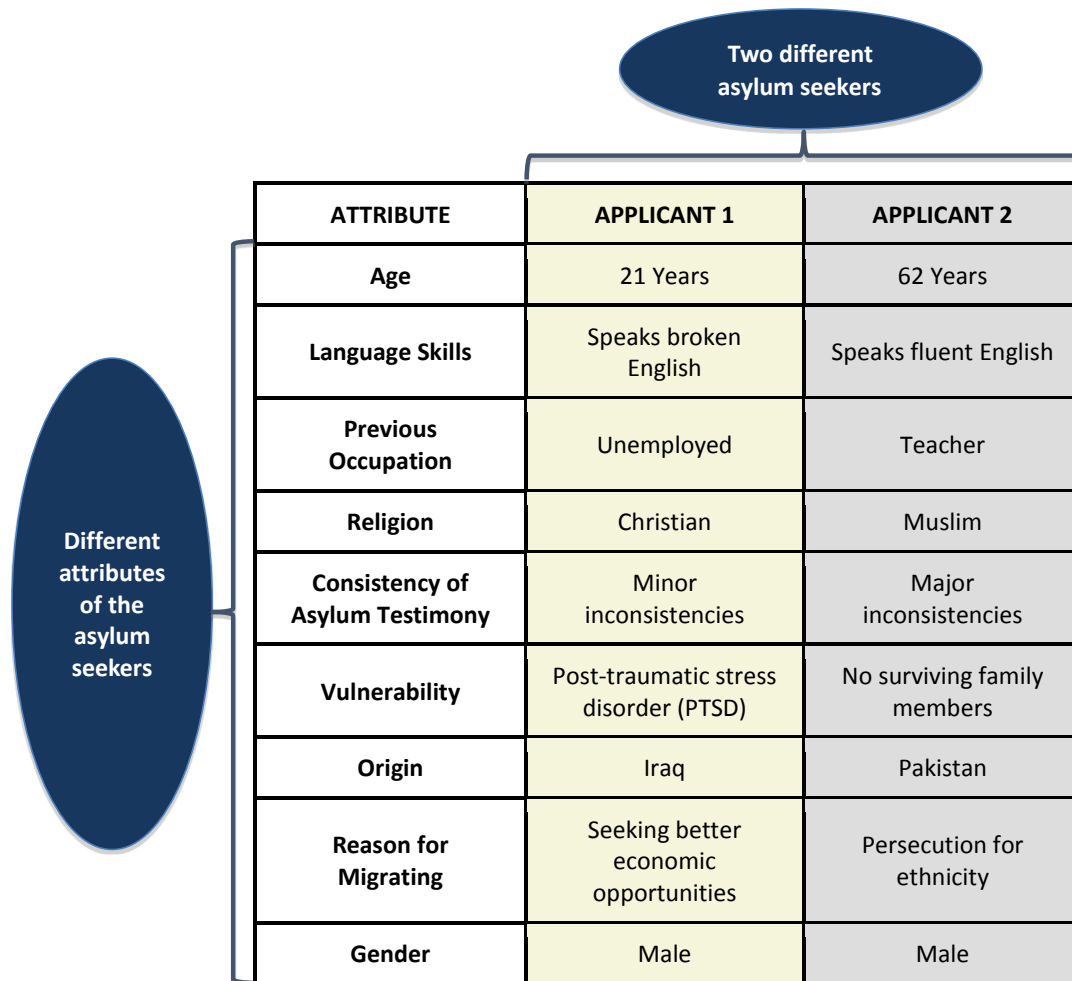 Two different
asylum seekers
ATTRIBUTE APPLICANT 1 APPLICANT 2
Age 21 Years 62 Years
Language Skills Speaks broken English Speaks fluent English
Previous Occupation Unemployed Teacher
Religion Christian Muslim
Consistency of Asylum Testimony Minor inconsistencies Major inconsistencies
Vulnerability Post-traumatic stress disorder (PTSD) No surviving family members
Origin Iraq Pakistan
Reason for Migrating Seeking better economic opportunities Persecution for ethnicity
Gender Male Male
Different
attributes
of the
asylum
seekers